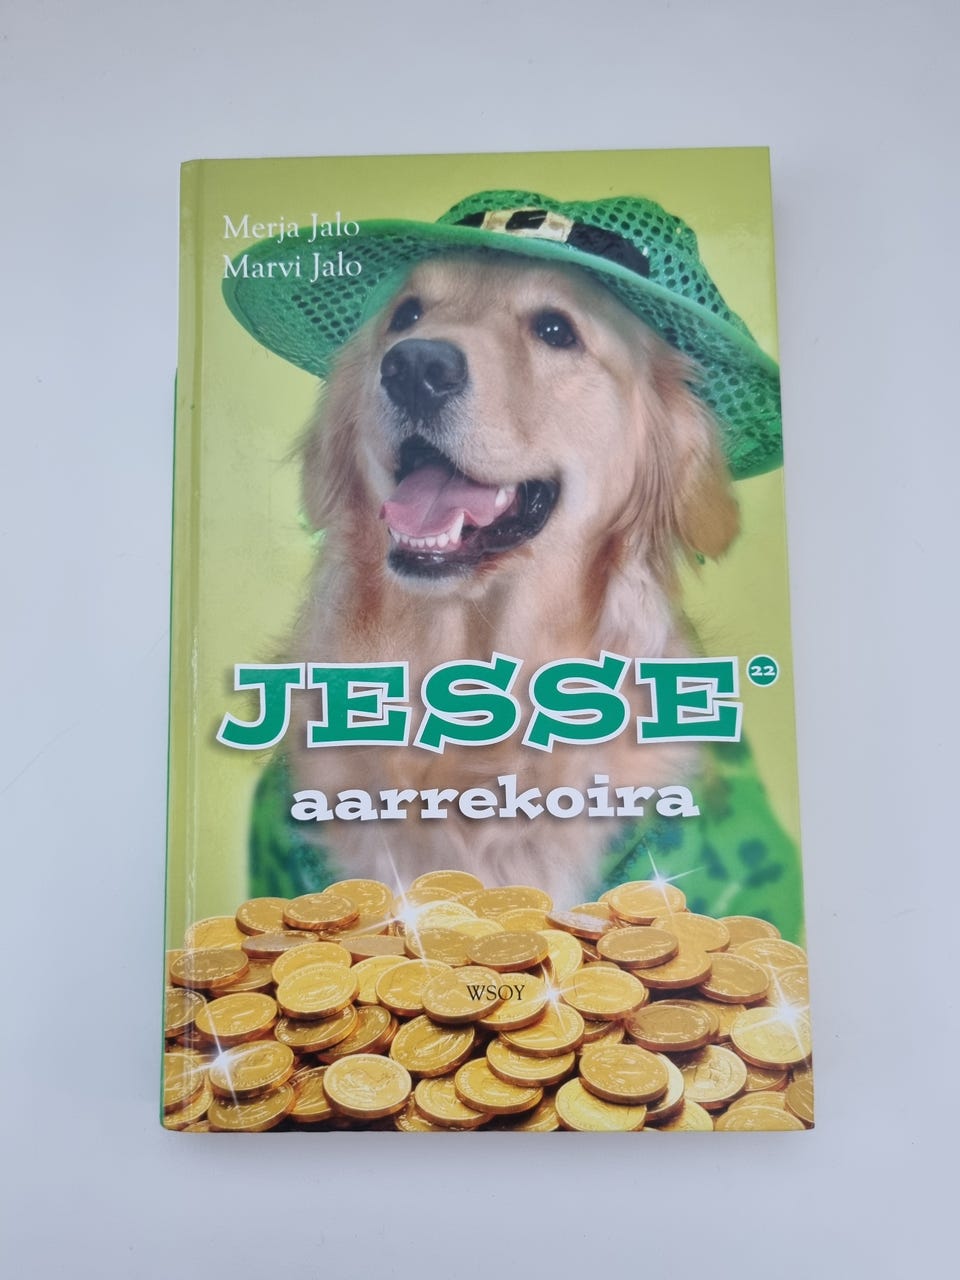 Merja Jalo
Marvi Jalo
JESSE 22
aarrekoira
WSOY